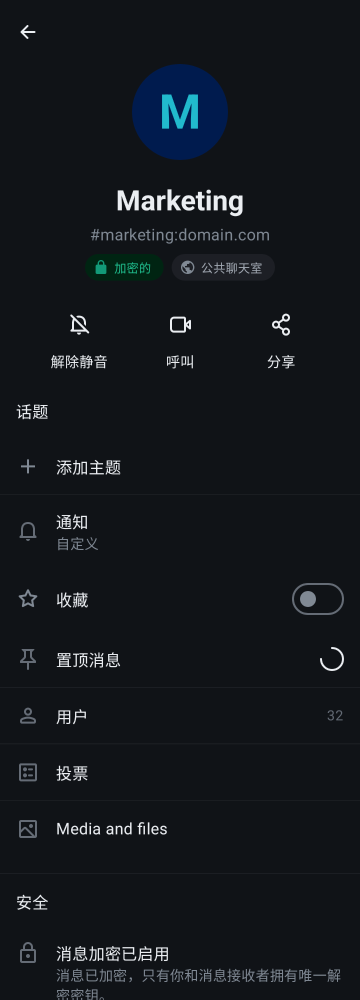 M
Marketing
#marketing:domain.com
加密的
公共聊天室
解除静音
呼叫
分享
话题
添加主题
通知
自定义
收藏
置顶消息
用户
32
投票
Media and files
安全
消息加密已启用
消息已加密，只有你和消息接收者拥有唯一解
密密钥。